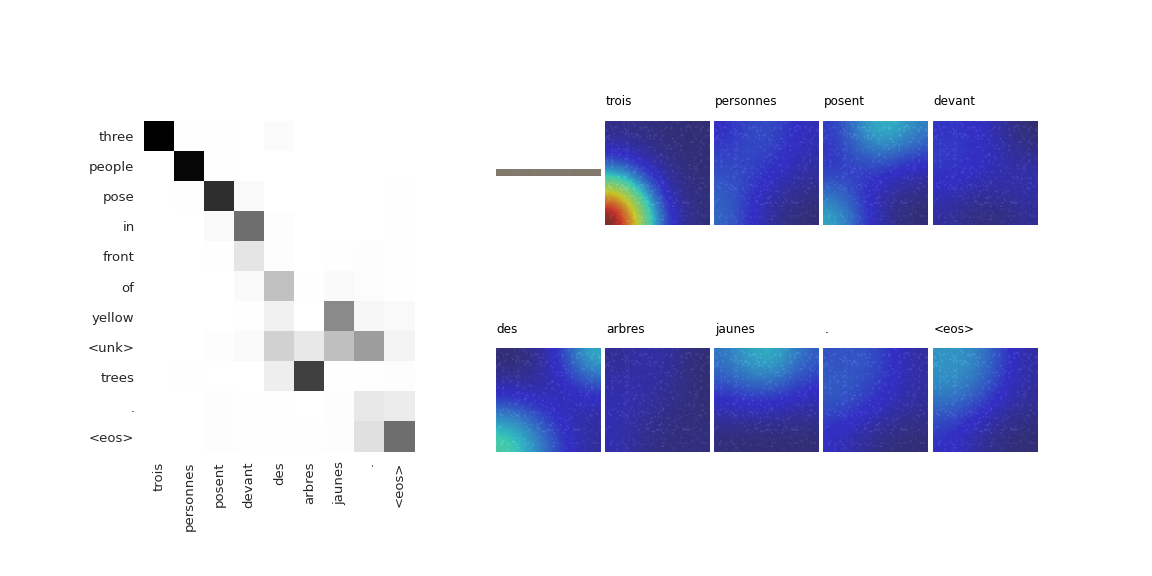 trois personnes posent devant
three
people
pose
in
front
of
yellow
<unk>
trees
.
<eos>
trois personnes posent devant des arbres jaunes . <eos>
des arbres jaunes . <eos>